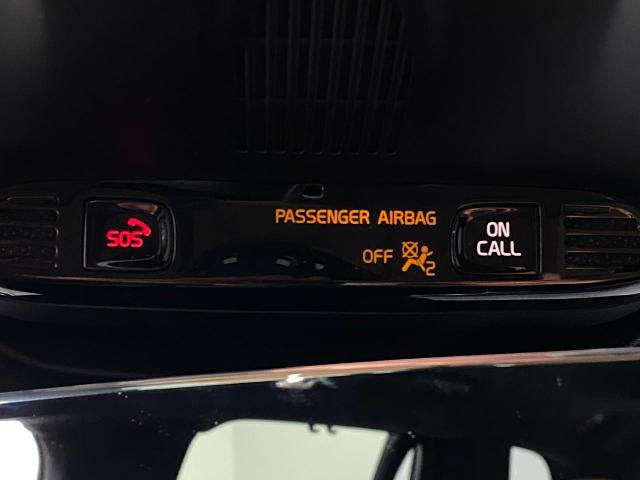 PASSENGER AIRBAG
SOS
ON
CALL
OFF 2